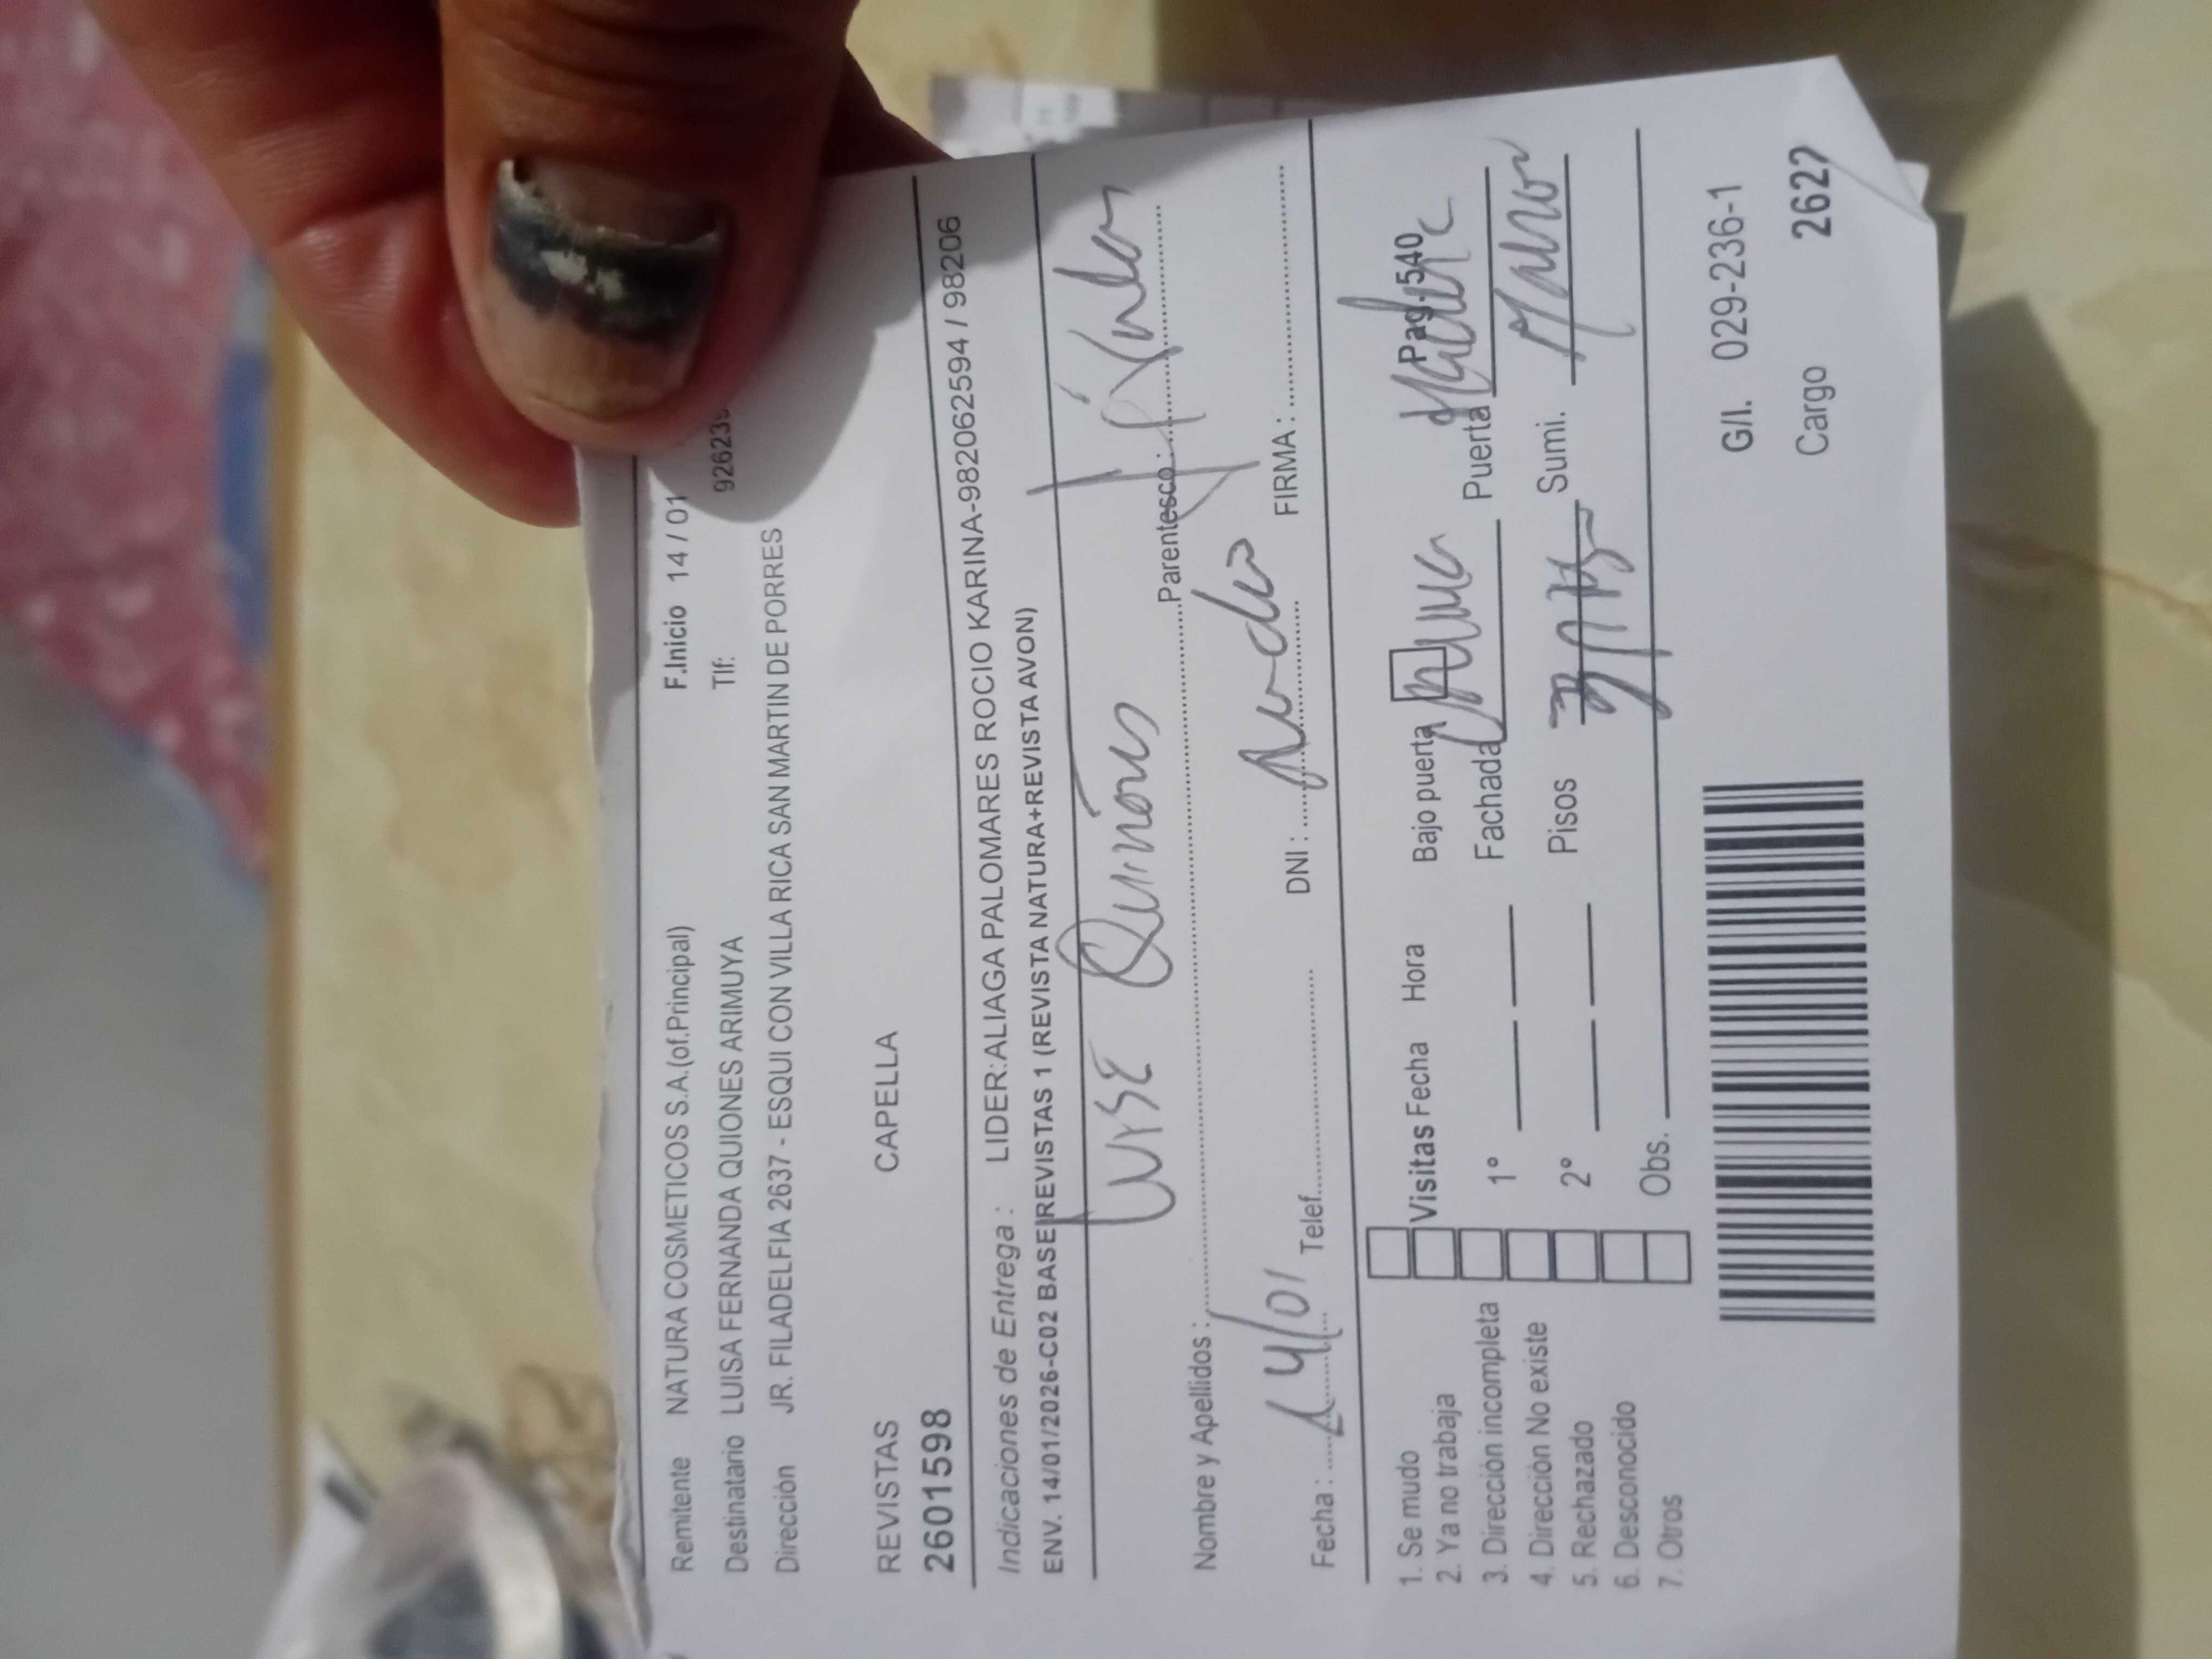 Remitente NATURA COSMETICOS S.A.(of.Principal) F.Inicio 14 / 01
Destinatario LUISA FERNANDA QUIONES ARIMUYA Tlf: 92623
Dirección JR. FILADELFIA 2637 - ESQUI CON VILLA RICA SAN MARTIN DE PORRES
REVISTAS CAPELLA
2601598
Indicaciones de Entrega : LIDER:ALIAGA PALOMARES ROCIO KARINA-982062594 / 98206
ENV. 14/01/2026-C02 BASE|REVISTAS 1 (REVISTA NATURA+REVISTA AVON)
Nombre y Apellidos : Quiñones Parentesco :
Fecha : 14/01 Telef. DNI : FIRMA :
1. Se mudo
2. Ya no trabaja
3. Dirección incompleta
4. Dirección No existe
5. Rechazado
6. Desconocido
7. Otros
Visitas Fecha Hora Bajo puerta Pag.540
1° Fachada Puerta
2° Pisos Sumi.
Obs.
G/I. 029-236-1
Cargo 2627